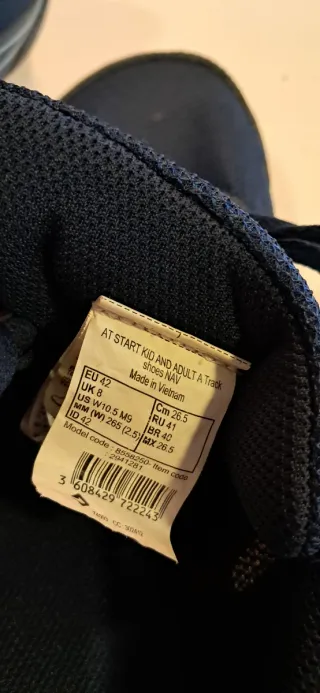 AT START KID AND ADULT A Track
shoes NAV
Made in Vietnam
EU 42 Cm 26.5
UK 8 RU 41
US W10.5 M9 BR 40
MM (W) 265 (2.5) MX 26.5
ID 42
Model code : 8558250- Item code
: 2941281
3 608429 722243